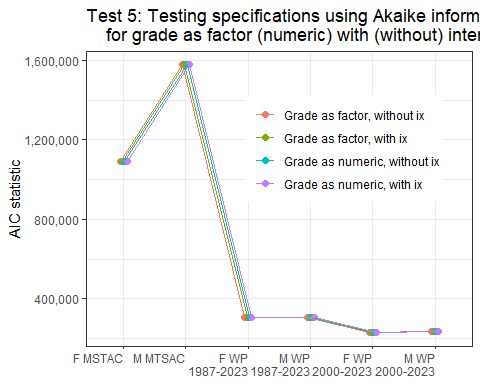 Test 5: Testing specifications using Akaike inform
for grade as factor (numeric) with (without) inter
1,600,000
1,200,000
800,000
400,000
AIC statistic
Grade as factor, without ix
Grade as factor, with ix
Grade as numeric, without ix
Grade as numeric, with ix
F MSTAC M MTSAC F WP M WP F WP M WP
1987-2023 1987-2023 2000-2023 2000-2023